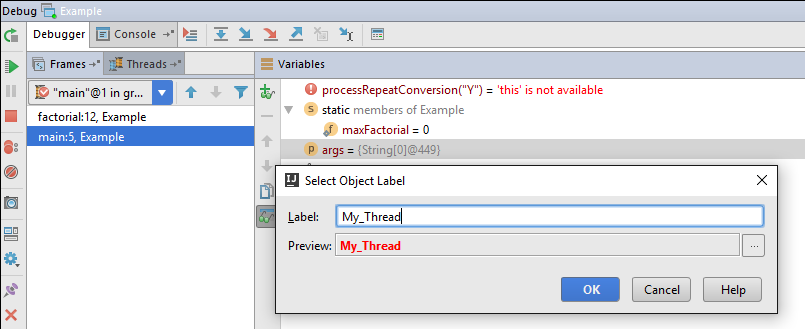 Debug Example
Debugger Console
Frames Threads
"main"@1 in gr...
factorial:12, Example
main:5, Example
Variables
processRepeatConversion("Y") = 'this' is not available
s static members of Example
f maxFactorial = 0
p args = {String[0]@449}
IJ Select Object Label
Label: My_Thread
Preview: My_Thread ...
OK Cancel Help